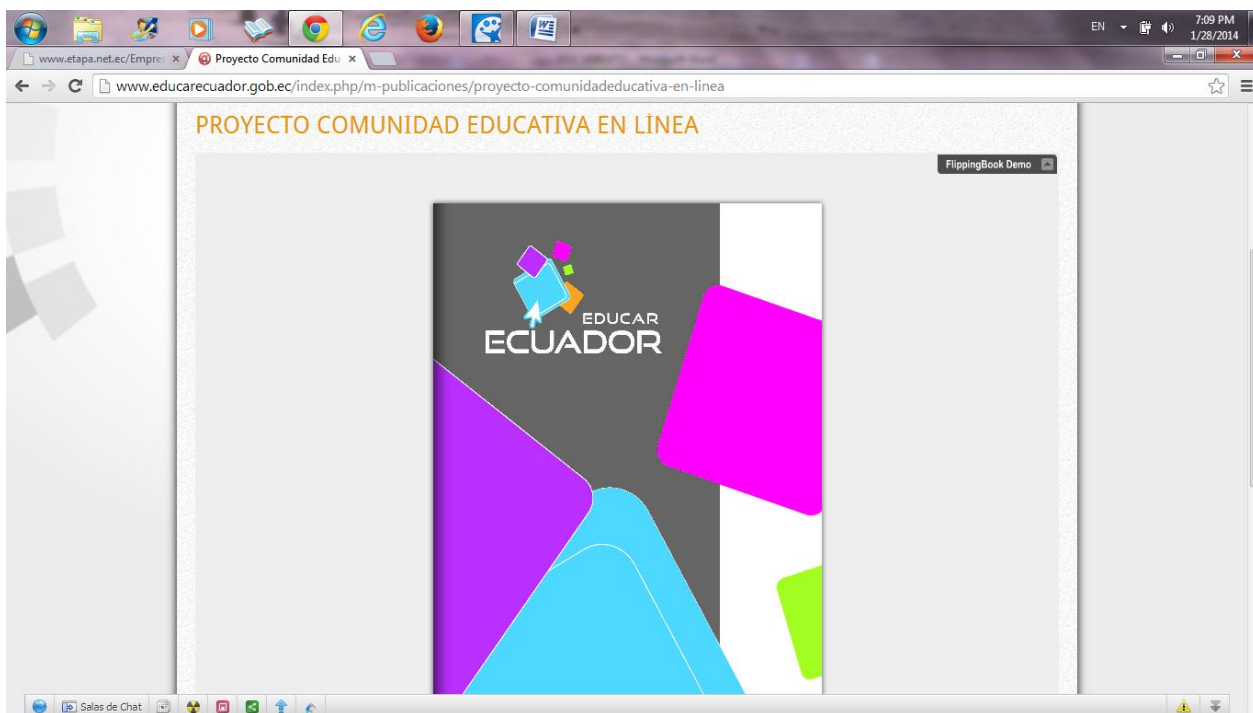 EN
7:09 PM
1/28/2014
www.etapa.net.ec/Empre
Proyecto Comunidad Edu
www.educarecuador.gob.ec/index.php/m-publicaciones/proyecto-comunidadeducativa-en-linea
PROYECTO COMUNIDAD EDUCATIVA EN LÍNEA
FlippingBook Demo
EDUCAR
ECUADOR
Salas de Chat